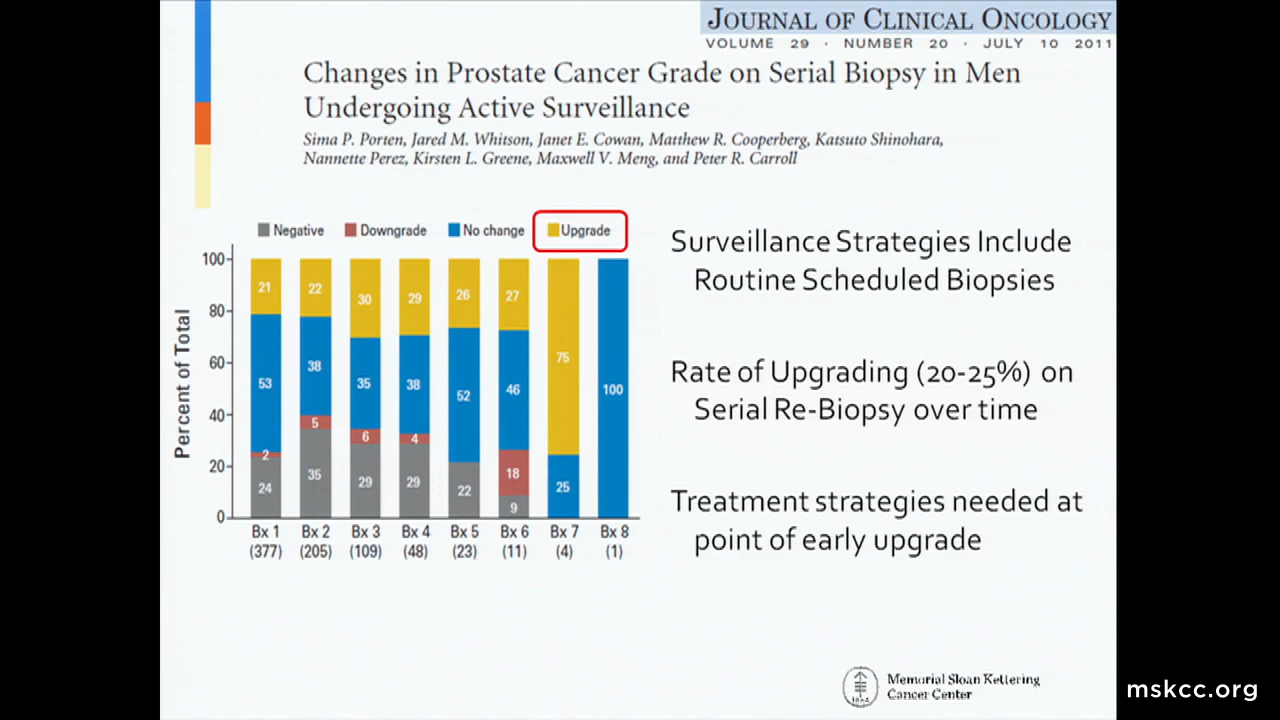 JOURNAL OF CLINICAL ONCOLOGY
VOLUME 29 · NUMBER 20 · JULY 10 2011
Changes in Prostate Cancer Grade on Serial Biopsy in Men
Undergoing Active Surveillance
Sima P. Porten, Jared M. Whitson, Janet E. Cowan, Matthew R. Cooperberg, Katsuto Shinohara,
Nannette Perez, Kirsten L. Greene, Maxwell V. Meng, and Peter R. Carroll
Negative Downgrade No change Upgrade
Percent of Total
100
80
60
40
20
0
21 22 30 29 26 27 75 100
53 38 35 38 52 46 25
2 5 6 4 18
24 35 29 29 22 9
Bx 1 Bx 2 Bx 3 Bx 4 Bx 5 Bx 6 Bx 7 Bx 8
(377) (205) (109) (48) (23) (11) (4) (1)
Surveillance Strategies Include
Routine Scheduled Biopsies
Rate of Upgrading (20-25%) on
Serial Re-Biopsy over time
Treatment strategies needed at
point of early upgrade
Memorial Sloan Kettering
Cancer Center
mskcc.org